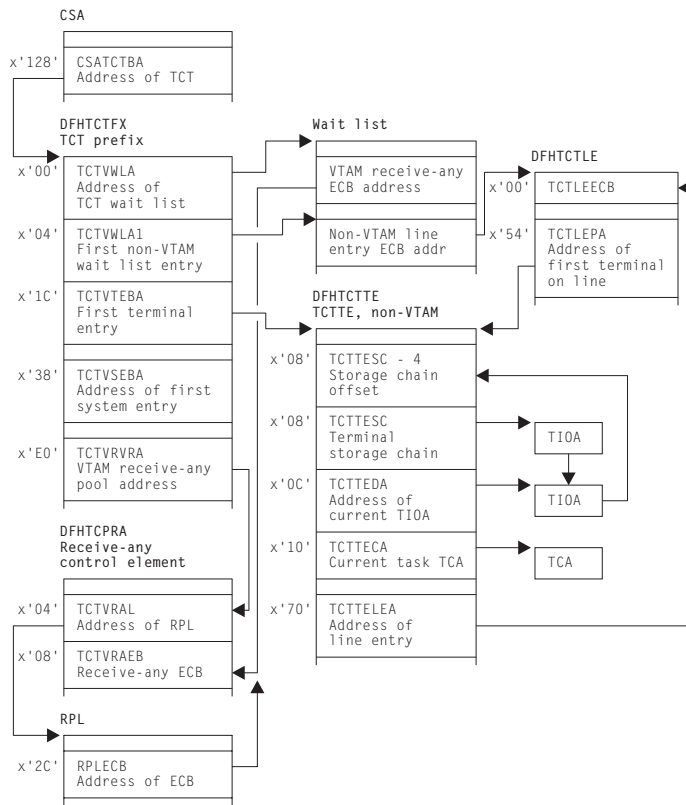 CSA
x'128' CSATCTBA
Address of TCT
DFHTCTFX
TCT prefix
x'00' TCTVWLA
Address of
TCT wait list
x'04' TCTVWLA1
First non-VTAM
wait list entry
x'1C' TCTVTEBA
First terminal
entry
x'38' TCTVSEBA
Address of first
system entry
x'E0' TCTVRVRA
VTAM receive-any
pool address
DFHTCPRA
Receive-any
control element
x'04' TCTVRAL
Address of RPL
x'08' TCTVRAEB
Receive-any ECB
RPL
x'2C' RPLECB
Address of ECB
Wait list
VTAM receive-any
ECB address
Non-VTAM line
entry ECB addr
DFHTCTTE
TCTTE, non-VTAM
x'08' TCTTESC - 4
Storage chain
offset
x'08' TCTTESC
Terminal
storage chain
x'0C' TCTTEDA
Address of
current TIOA
x'10' TCTTECA
Current task TCA
x'70' TCTTELEA
Address of
line entry
DFHTCTLE
x'00' TCTLEECB
x'54' TCTLEPA
Address of
first terminal
on line
TIOA
TIOA
TCA